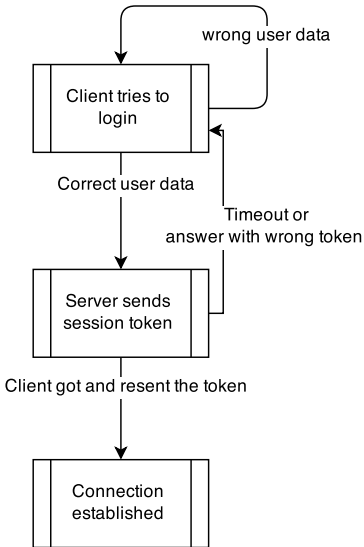 wrong user data
Client tries to
login
Correct user data
Timeout or
answer with wrong token
Server sends
session token
Client got and resent the token
Connection
established